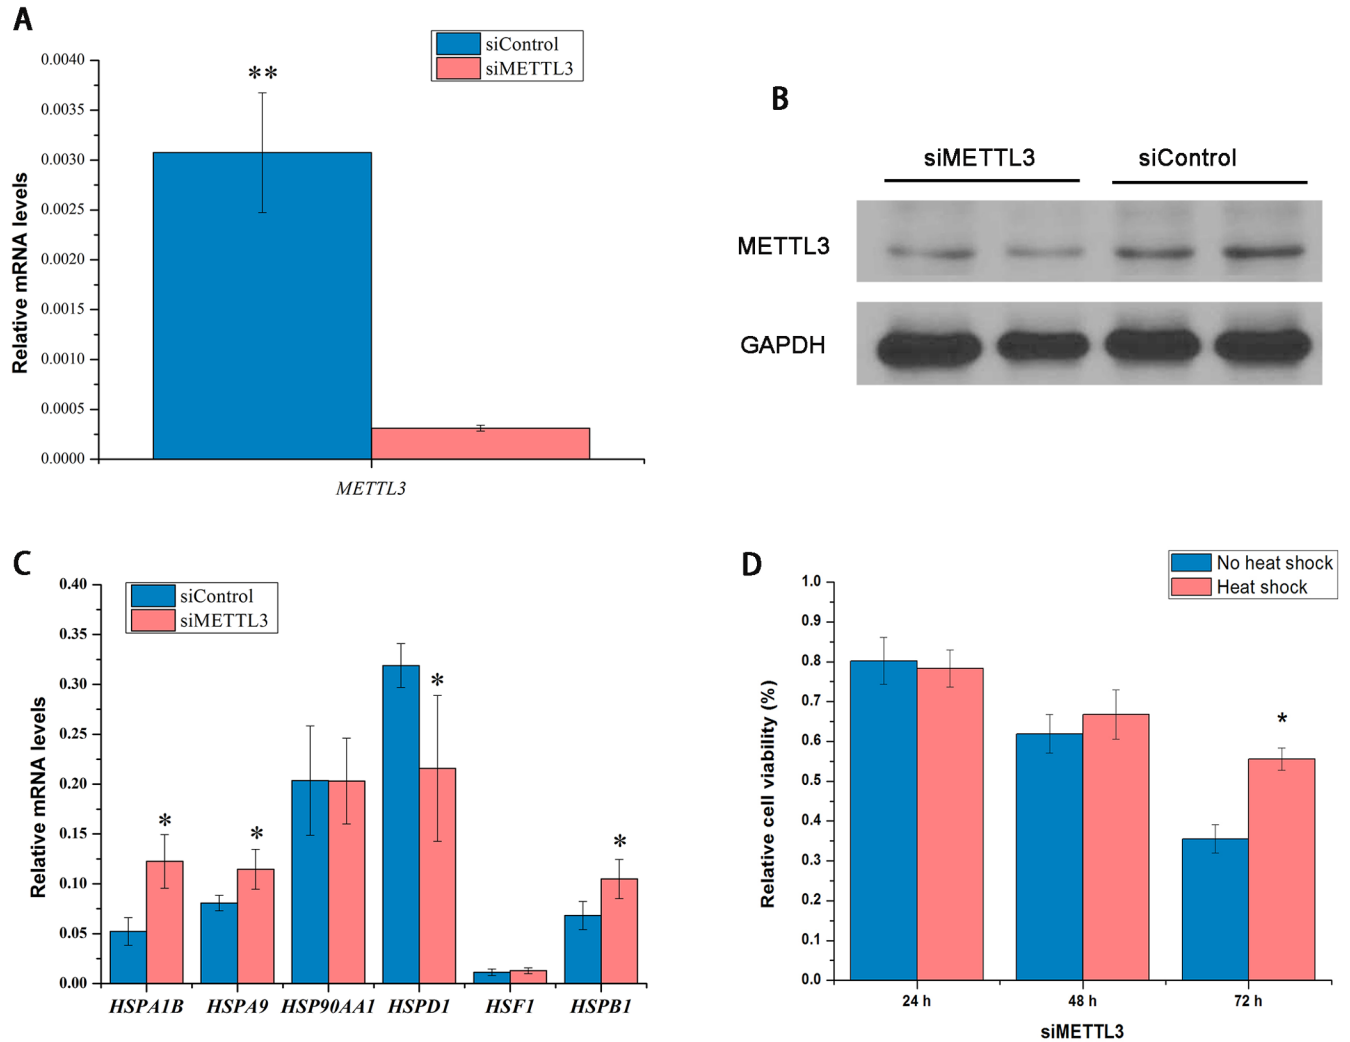 A
siControl
siMETTL3
**
0.0040
0.0035
0.0030
0.0025
0.0020
0.0015
0.0010
0.0005
0.0000
Relative mRNA levels
METTL3
B
siMETTL3 siControl
METTL3
GAPDH
C
siControl
siMETTL3
0.40
0.35
0.30
0.25
0.20
0.15
0.10
0.05
0.00
Relative mRNA levels
* * * *
HSPA1B HSPA9 HSP90AA1 HSPD1 HSF1 HSPB1
D
No heat shock
Heat shock
1.0
0.9
0.8
0.7
0.6
0.5
0.4
0.3
0.2
0.1
0.0
Relative cell viability (%)
*
24 h 48 h 72 h
siMETTL3